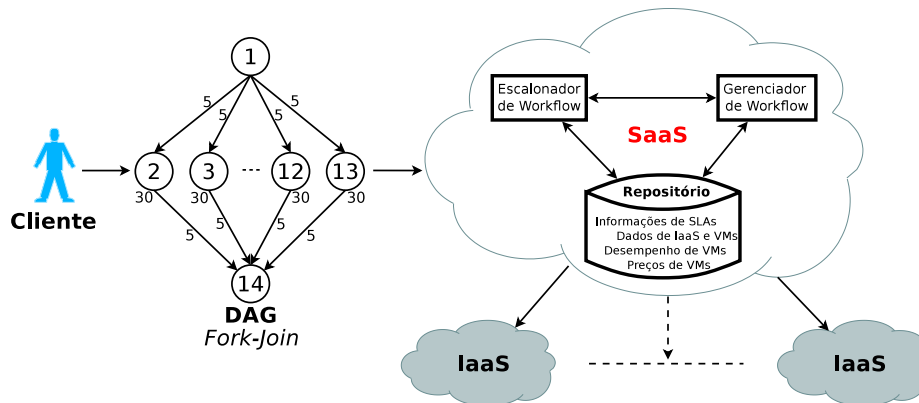 1
5
5
5
5
2
3
...
12
13
30
30
30
30
5
5
5
5
14
Cliente
DAG
Fork-Join
Escalonador
de Workflow
Gerenciador
de Workflow
SaaS
Repositório
Informações de SLAs
Dados de IaaS e VMs
Desempenho de VMs
Preços de VMs
IaaS
IaaS